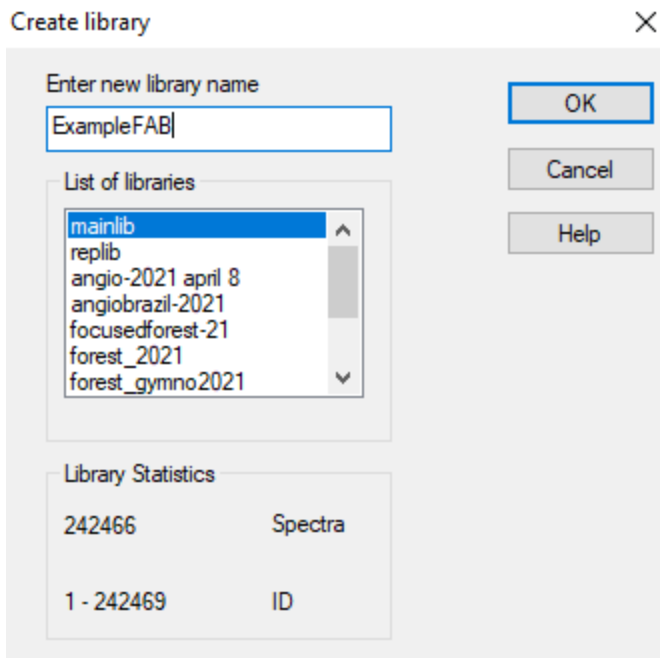 Create library
Enter new library name
ExampleFAB
OK
Cancel
Help
List of libraries
mainlib
replib
angio-2021 april 8
angiobrazil-2021
focusedforest-21
forest_2021
forest_gymno2021
Library Statistics
242466 Spectra
1 - 242469 ID